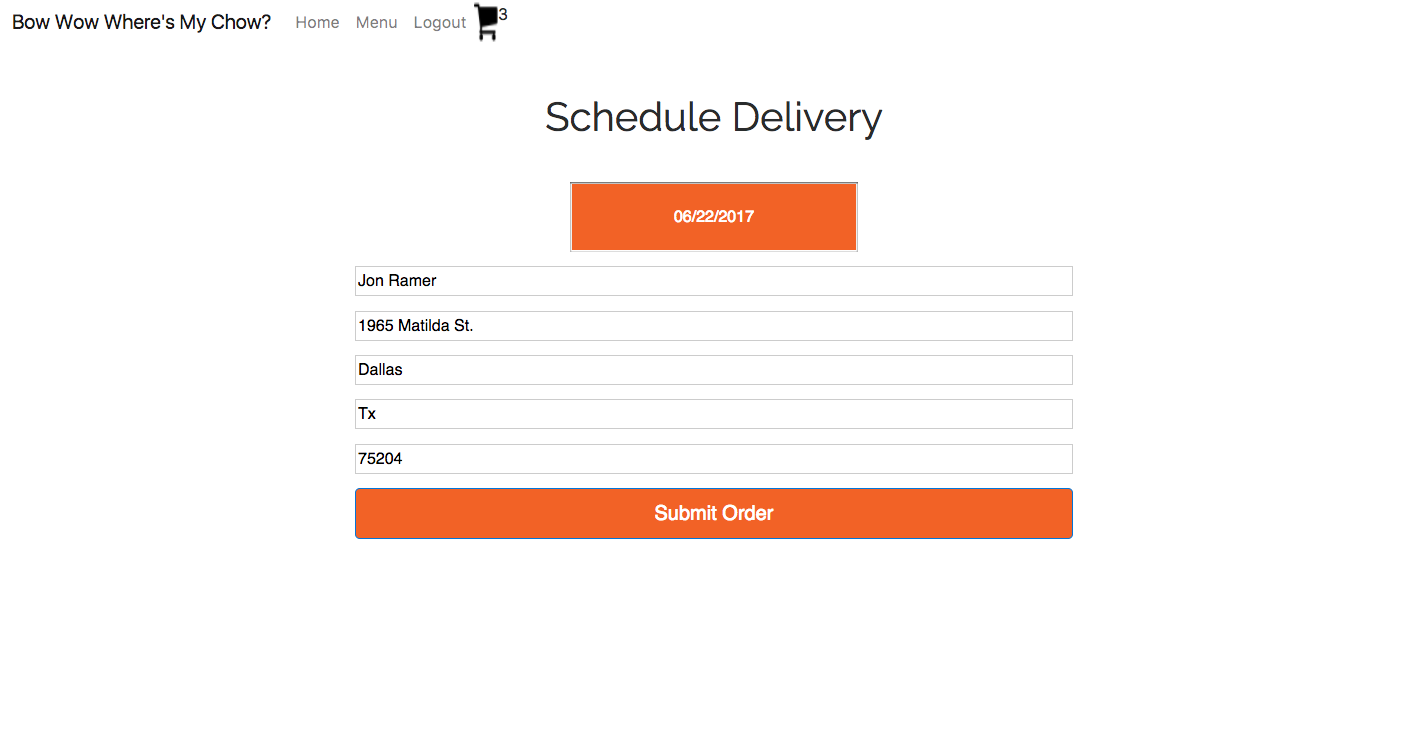 Bow Wow Where's My Chow? Home Menu Logout 3
Schedule Delivery
06/22/2017
Jon Ramer
1965 Matilda St.
Dallas
Tx
75204
Submit Order